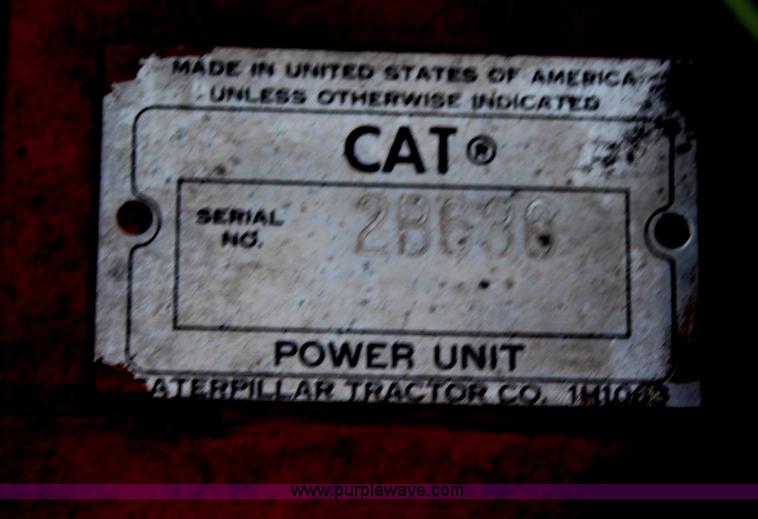 MADE IN UNITED STATES OF AMERICA
UNLESS OTHERWISE INDICATED
CAT®
SERIAL
NO.
POWER UNIT
ATERPILLAR TRACTOR CO.
www.purplewave.com